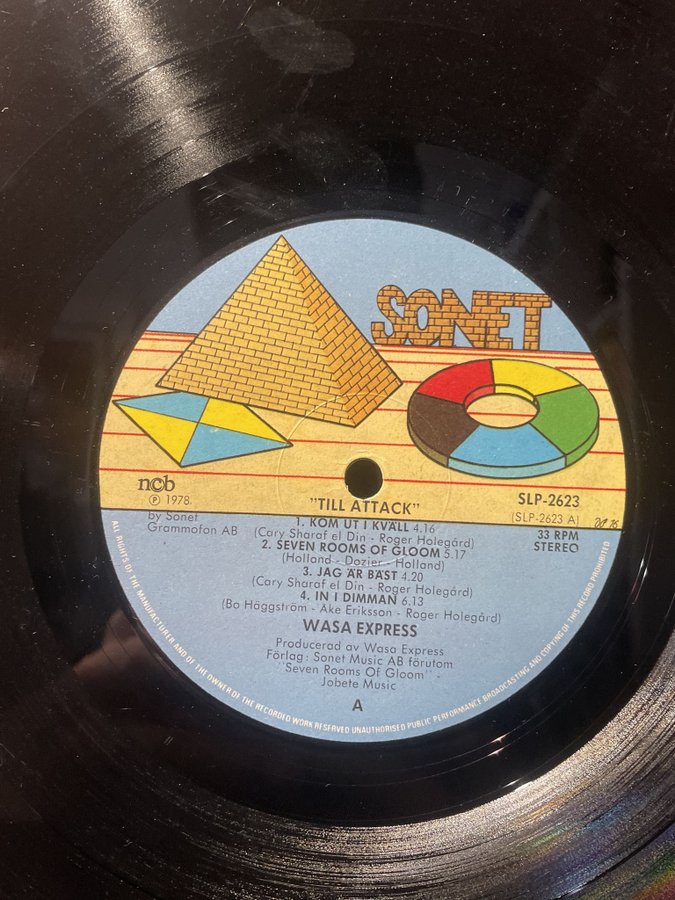 SONET
ncb
℗ 1978
by Sonet
Grammofon AB
SLP-2623
(SLP-2623 A)
33 RPM
STEREO
"TILL ATTACK"
1. KOM UT I KVÄLL 4.16
(Cary Sharaf el Din - Roger Holegård)
2. SEVEN ROOMS OF GLOOM 5.17
(Holland - Dozier - Holland)
3. JAG ÄR BÄST 4.20
(Cary Sharaf el Din - Roger Holegård)
4. IN I DIMMAN 6.13
(Bo Häggström - Åke Eriksson - Roger Holegård)
WASA EXPRESS
Producerad av Wasa Express
Förlag: Sonet Music AB förutom
"Seven Rooms Of Gloom"
Jobete Music
A
ALL RIGHTS OF THE MANUFACTURER AND OF THE OWNER OF THE RECORDED WORK RESERVED UNAUTHORISED PUBLIC PERFORMANCE BROADCASTING AND COPYING OF THIS RECORD PROHIBITED